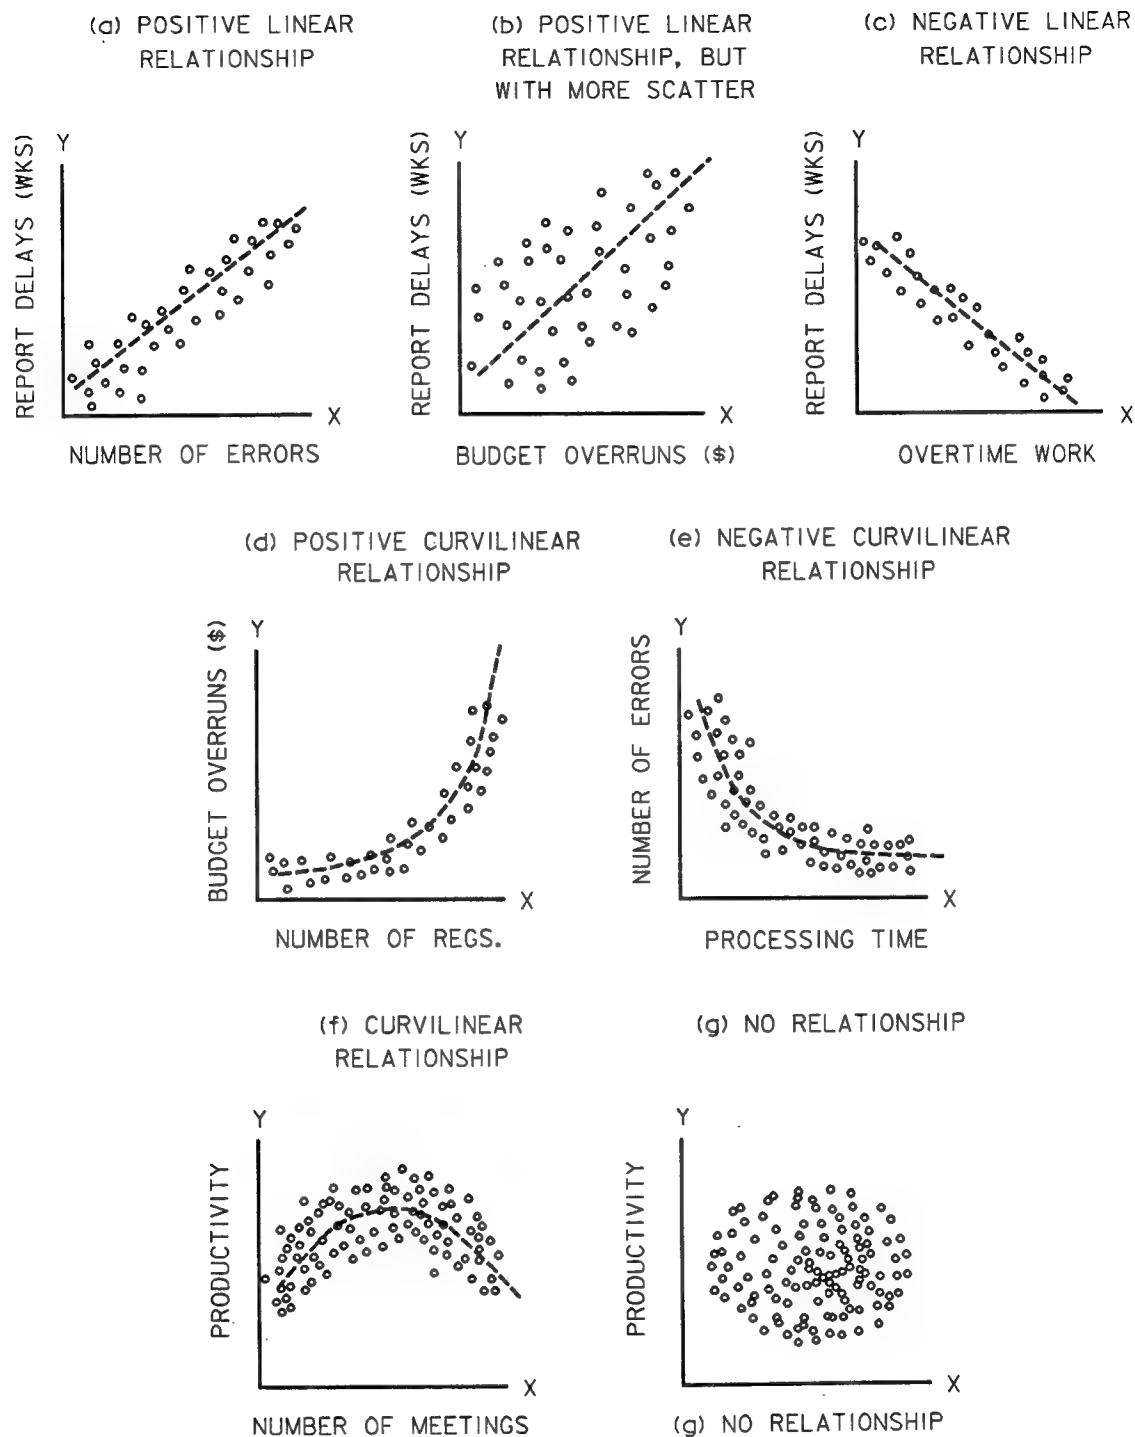 (a) POSITIVE LINEAR
RELATIONSHIP
(b) POSITIVE LINEAR
RELATIONSHIP, BUT
WITH MORE SCATTER
(c) NEGATIVE LINEAR
RELATIONSHIP
Y
REPORT DELAYS (WKS)
X
NUMBER OF ERRORS
Y
REPORT DELAYS (WKS)
BUDGET OVERRUNS ($)
Y
REPORT DELAYS (WKS)
X
X
OVERTIME WORK
(d) POSITIVE CURVILINEAR
RELATIONSHIP
(e) NEGATIVE CURVILINEAR
RELATIONSHIP
Y
BUDGET OVERRUNS ($)
X
NUMBER OF REGS.
Y
NUMBER OF ERRORS
X
PROCESSING TIME
(f) CURVILINEAR
RELATIONSHIP
(g) NO RELATIONSHIP
Y
PRODUCTIVITY
X
NUMBER OF MEETINGS
Y
PRODUCTIVITY
X
(g) NO RELATIONSHIP